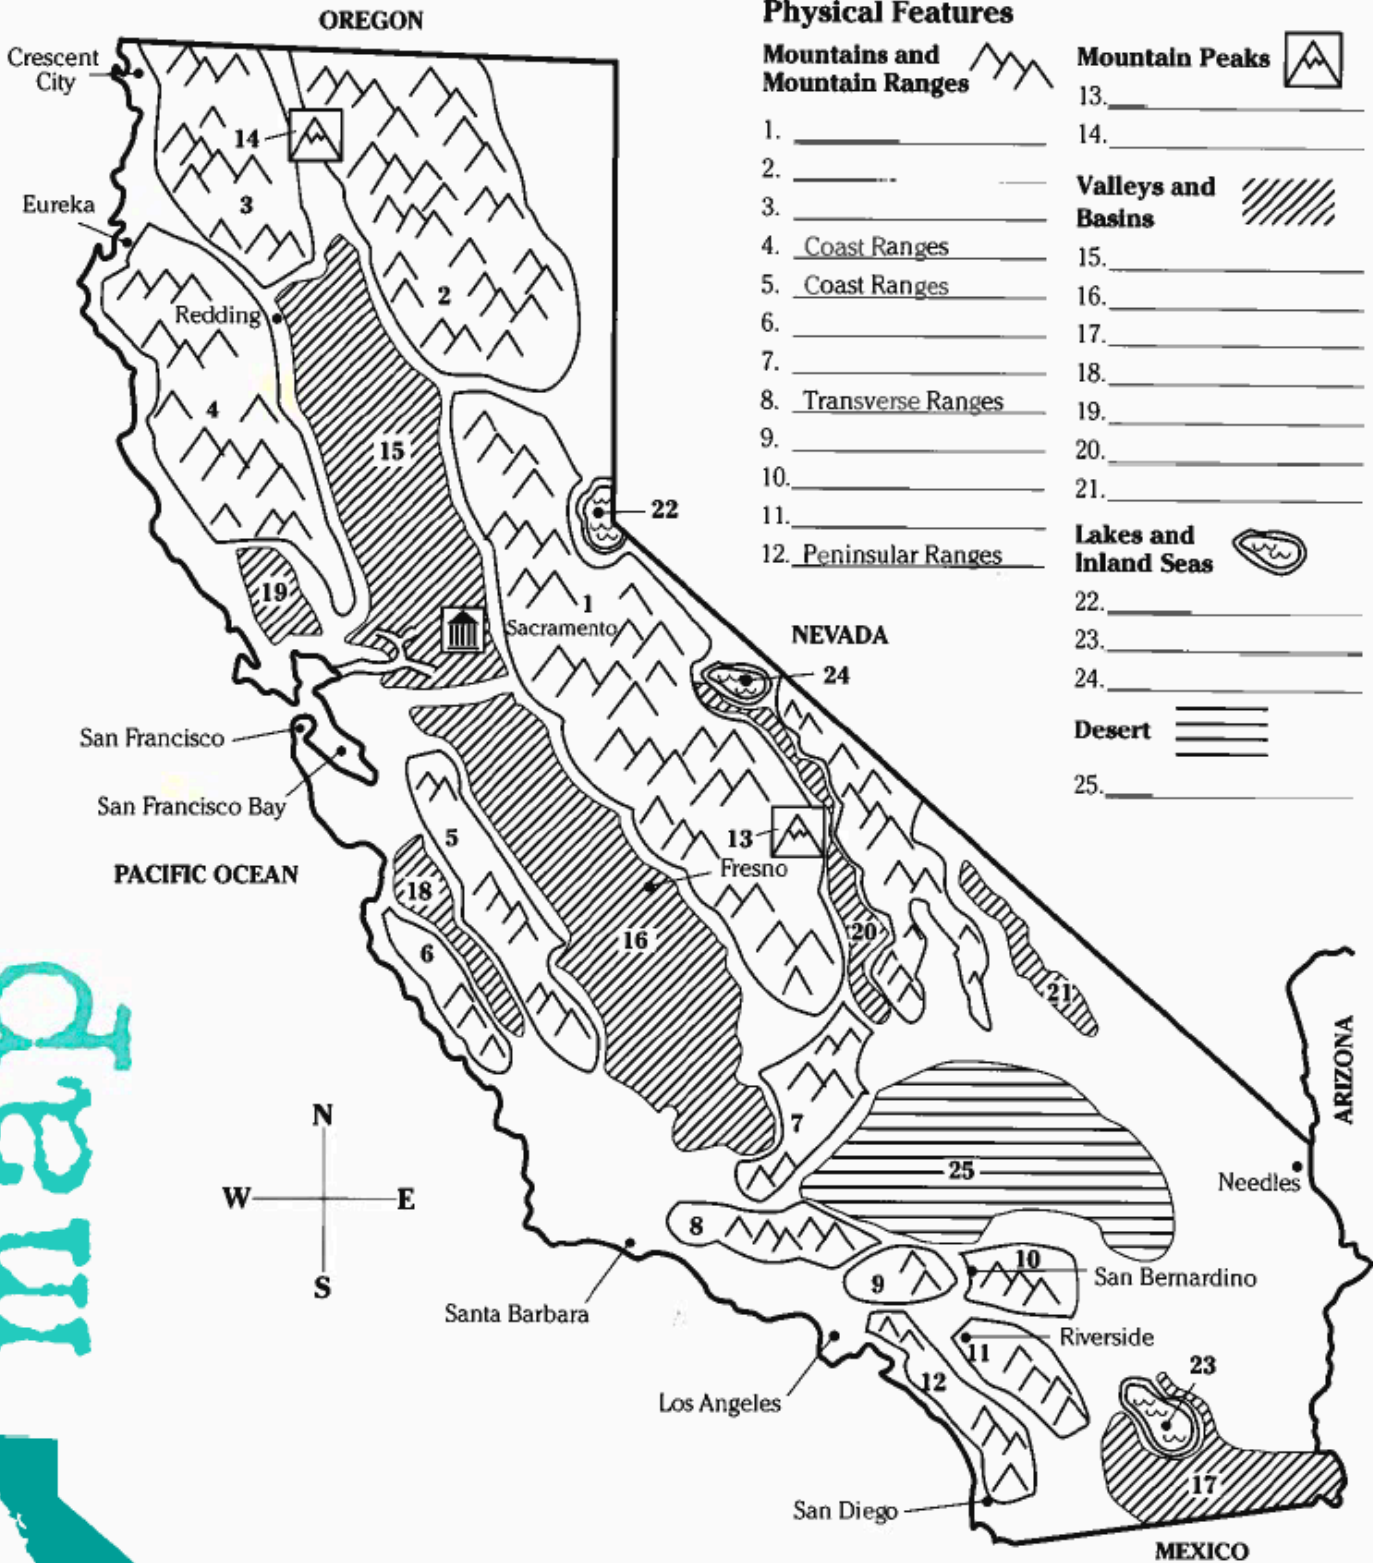 OREGON
Crescent
City
14
3
Eureka
2
Redding
4
15
22
19
1
Sacramento
NEVADA
24
San Francisco
San Francisco Bay
5
13
Fresno
PACIFIC OCEAN
18
6
16
20
21
ARIZONA
N
W
E
S
7
25
Needles
8
9
10
San Bernardino
Santa Barbara
Riverside
11
12
23
Los Angeles
17
San Diego
MEXICO
map
Physical Features
Mountains and
Mountain Ranges
1.
2.
3.
4. Coast Ranges
5. Coast Ranges
6.
7.
8. Transverse Ranges
9.
10.
11.
12. Peninsular Ranges
Mountain Peaks
13.
14.
Valleys and
Basins
15.
16.
17.
18.
19.
20.
21.
Lakes and
Inland Seas
22.
23.
24.
Desert
25.